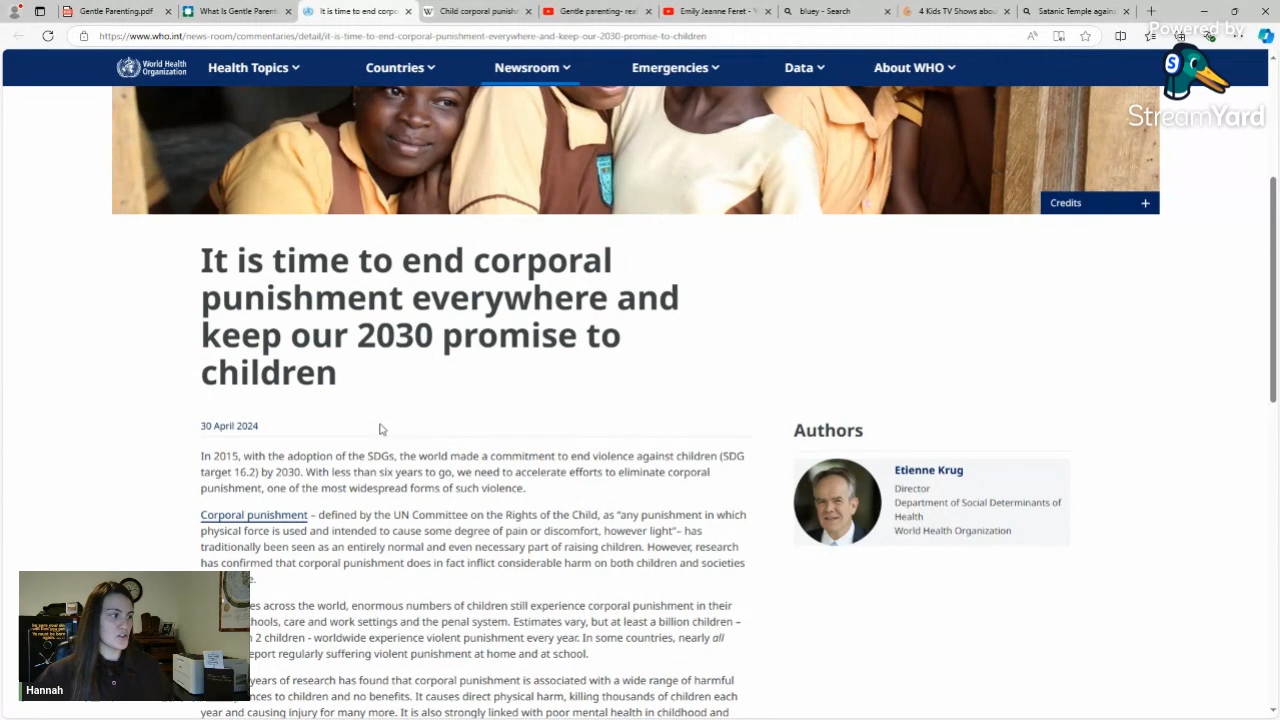 Gentle Parenting.pdf
What Is Gentle Parenting
It is time to end corpo
Child corporal punish
Gentle parenting- rea
Emily Jeanne Feret -
bluey - Search
4 Kids TV Shows abou
Satanic Temple again
Powered by
https://www.who.int/news-room/commentaries/detail/it-is-time-to-end-corporal-punishment-everywhere-and-keep-our-2030-promise-to-children
StreamYard
World Health
Organization
Health Topics
Countries
Newsroom
Emergencies
Data
About WHO
Credits +
It is time to end corporal
punishment everywhere and
keep our 2030 promise to
children
30 April 2024
In 2015, with the adoption of the SDGs, the world made a commitment to end violence against children (SDG
target 16.2) by 2030. With less than six years to go, we need to accelerate efforts to eliminate corporal
punishment, one of the most widespread forms of such violence.
Corporal punishment – defined by the UN Committee on the Rights of the Child, as “any punishment in which
physical force is used and intended to cause some degree of pain or discomfort, however light”– has
traditionally been seen as an entirely normal and even necessary part of raising children. However, research
has confirmed that corporal punishment does in fact inflict considerable harm on both children and societies
e.
es across the world, enormous numbers of children still experience corporal punishment in their
hools, care and work settings and the penal system. Estimates vary, but at least a billion children –
n 2 children - worldwide experience violent punishment every year. In some countries, nearly all
eport regularly suffering violent punishment at home and at school.
years of research has found that corporal punishment is associated with a wide range of harmful
nces to children and no benefits. It causes direct physical harm, killing thousands of children each
year and causing injury for many more. It is also strongly linked with poor mental health in childhood and
Authors
Etienne Krug
Director
Department of Social Determinants of
Health
World Health Organization
Hannah